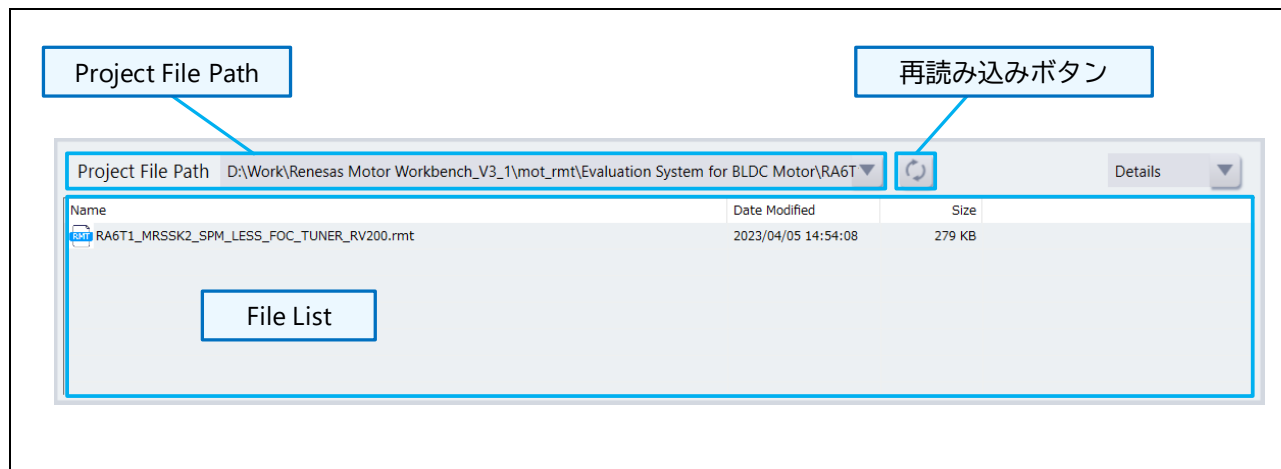 Project File Path
再読み込みボタン
Project File Path D:\Work\Renesas Motor Workbench_V3_1\mot_rmt\Evaluation System for BLDC Motor\RA6T
Details
Name Date Modified Size
RMT RA6T1_MRSSK2_SPM_LESS_FOC_TUNER_RV200.rmt 2023/04/05 14:54:08 279 KB
File List